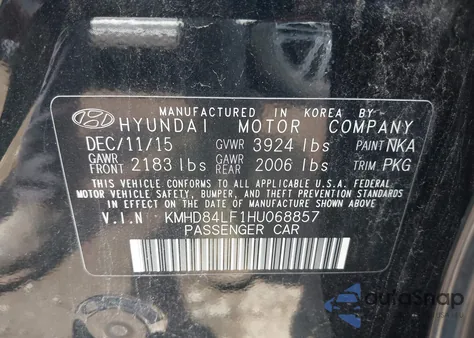 MANUFACTURED IN KOREA BY
HYUNDAI MOTOR COMPANY
DEC/11/15 GVWR 3924 lbs PAINT NKA
GAWR FRONT 2183 lbs GAWR REAR 2006 lbs TRIM PKG
THIS VEHICLE CONFORMS TO ALL APPLICABLE U.S.A. FEDERAL
MOTOR VEHICLE SAFETY, BUMPER, AND THEFT PREVENTION STANDARDS
IN EFFECT ON THE DATE OF MANUFACTURE SHOWN ABOVE
V.I.N KMHD84LF1HU068857
PASSENGER CAR
autoSnap